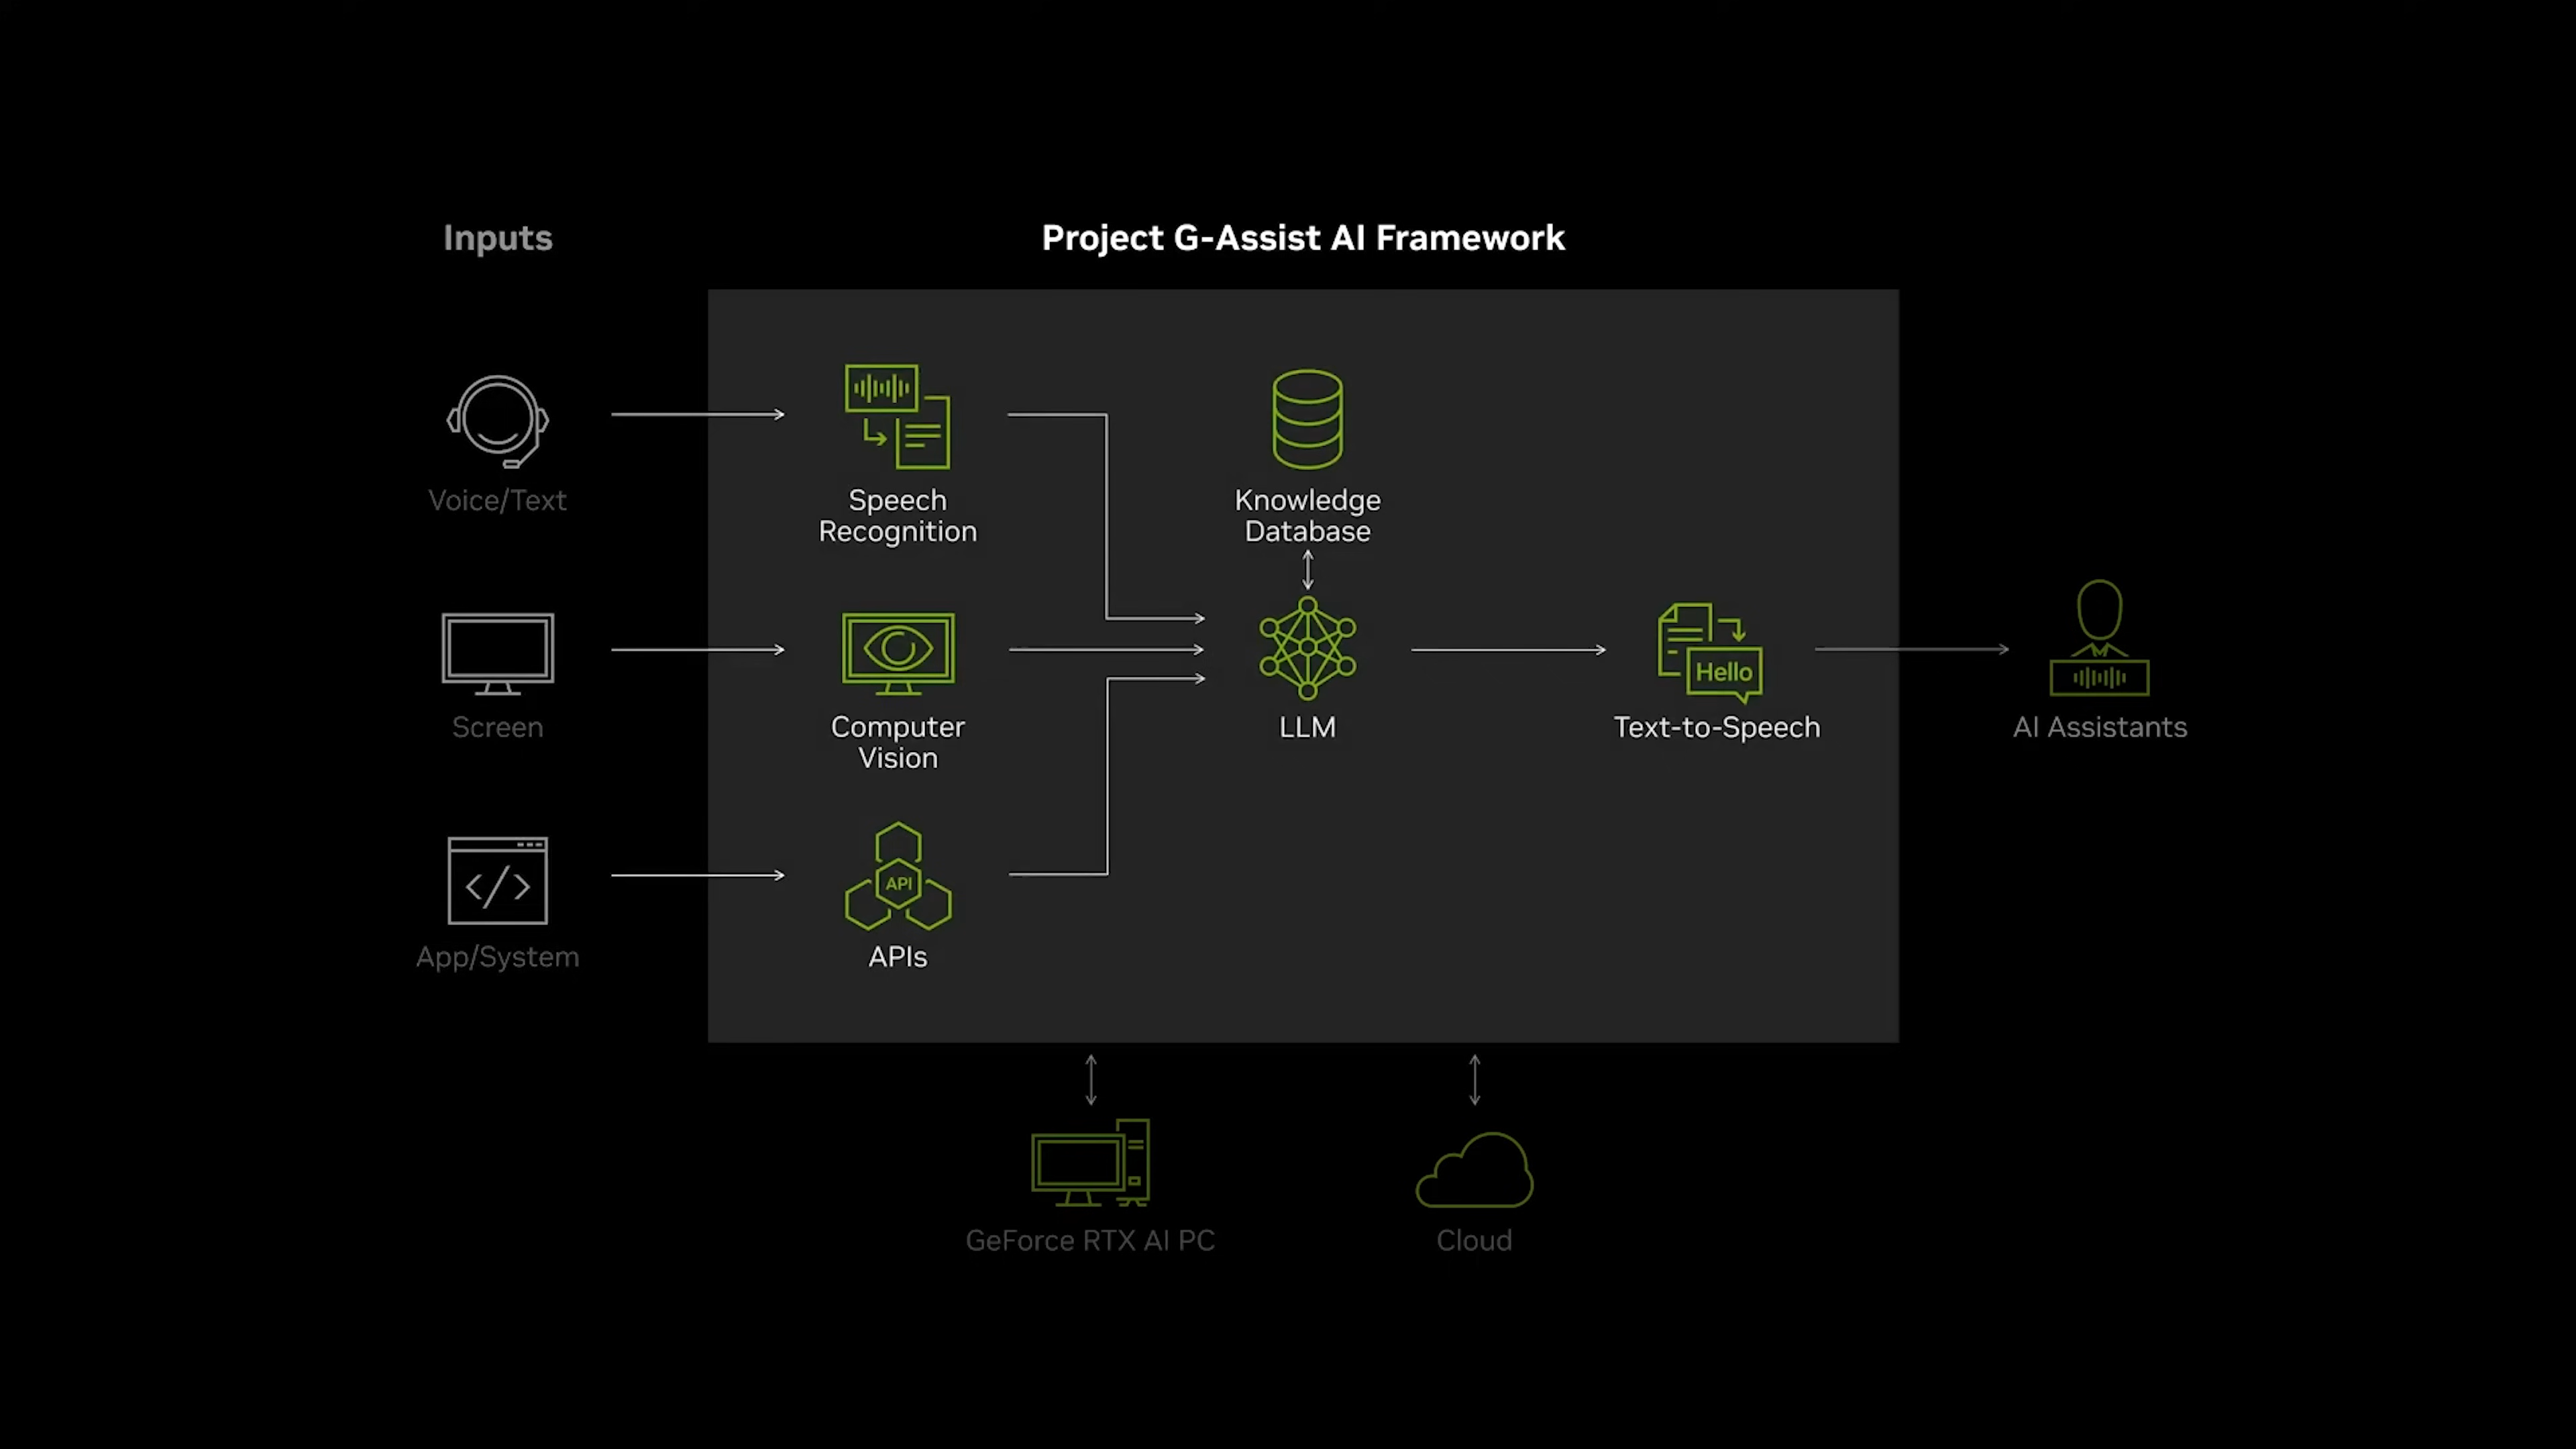 Inputs
Project G-Assist AI Framework
Voice/Text
Speech
Recognition
Knowledge
Database
Screen
Computer
Vision
LLM
Hello
Text-to-Speech
AI Assistants
</>
App/System
API
APIs
GeForce RTX AI PC
Cloud